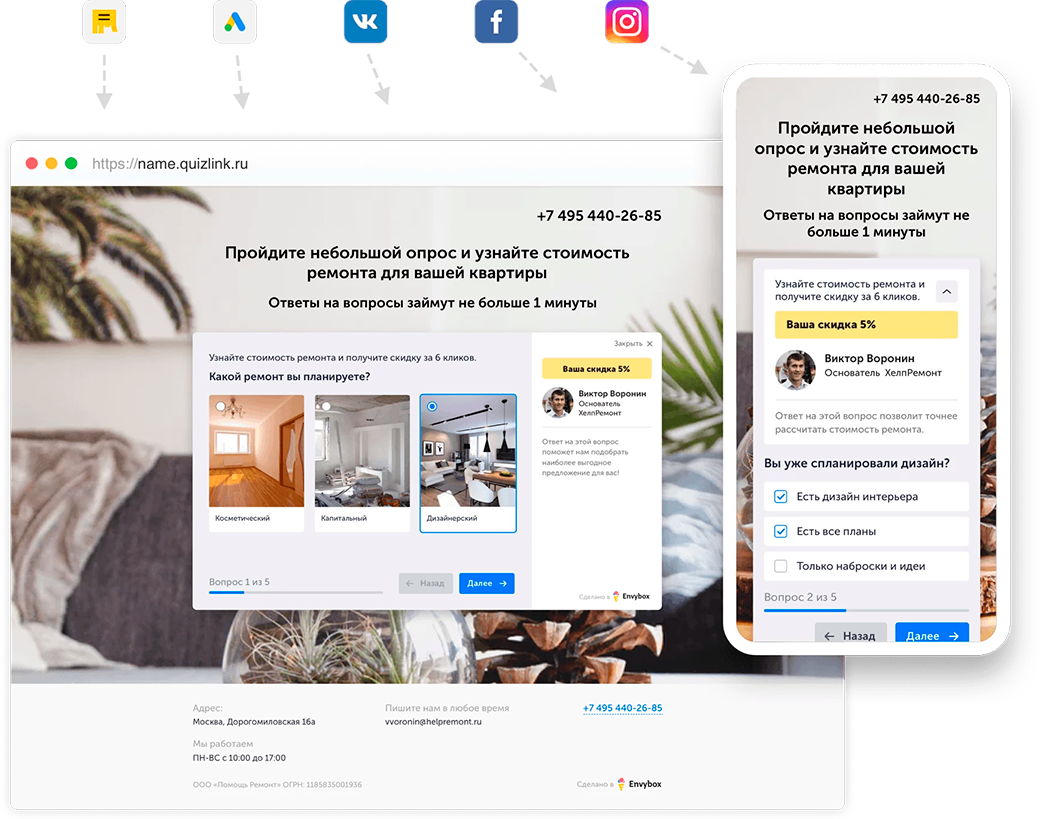 https://name.quizlink.ru
+7 495 440-26-85
Пройдите небольшой опрос и узнайте стоимость
ремонта для вашей квартиры
Ответы на вопросы займут не больше 1 минуты
Узнайте стоимость ремонта и получите скидку за 6 кликов.
Какой ремонт вы планируете?
Косметический
Капитальный
Дизайнерский
Вопрос 1 из 5
← Назад
Далее →
Закрыть ×
Ваша скидка 5%
Виктор Воронин
Основатель
ХелпРемонт
Ответ на этот вопрос
поможет нам подобрать
наиболее выгодное
предложение для вас!
Сделано в Envybox
Адрес:
Москва, Дорогомиловская 16а
Мы работаем
ПН-ВС с 10:00 до 17:00
ООО «Помощь Ремонт» ОГРН: 1185835001936
Пишите нам в любое время
vvoronin@helpremont.ru
+7 495 440-26-85
Сделано в Envybox
+7 495 440-26-85
Пройдите небольшой
опрос и узнайте стоимость
ремонта для вашей
квартиры
Ответы на вопросы займут не
больше 1 минуты
Узнайте стоимость ремонта и
получите скидку за 6 кликов.
Ваша скидка 5%
Виктор Воронин
Основатель ХелпРемонт
Ответ на этот вопрос позволит точнее
рассчитать стоимость ремонта.
Вы уже спланировали дизайн?
Есть дизайн интерьера
Есть все планы
Только наброски и идеи
Вопрос 2 из 5
← Назад
Далее →